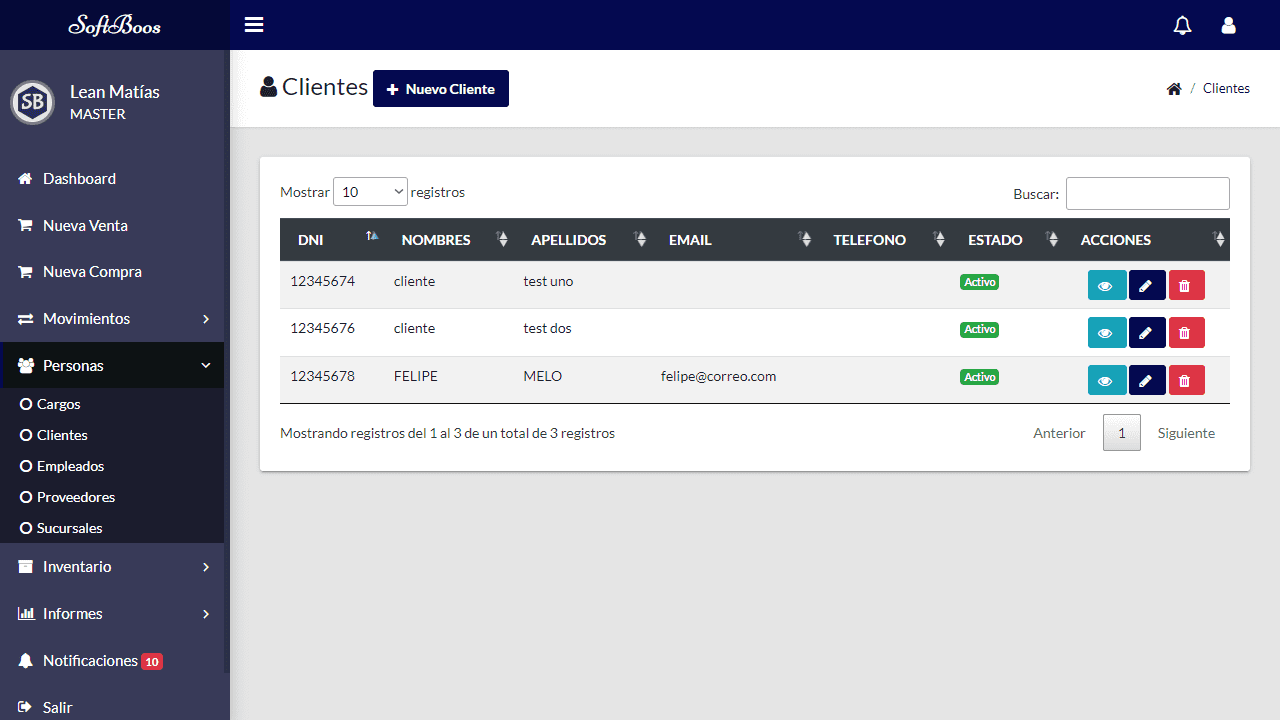 SoftBoos
SB
Lean Matías
MASTER
Dashboard
Nueva Venta
Nueva Compra
Movimientos
Personas
Cargos
Clientes
Empleados
Proveedores
Sucursales
Inventario
Informes
Notificaciones 10
Salir
Clientes Nuevo Cliente
/ Clientes
Mostrar 10 registros Buscar:
DNI NOMBRES APELLIDOS EMAIL TELEFONO ESTADO ACCIONES
12345674 cliente test uno Activo
12345676 cliente test dos Activo
12345678 FELIPE MELO felipe@correo.com Activo
Mostrando registros del 1 al 3 de un total de 3 registros Anterior 1 Siguiente